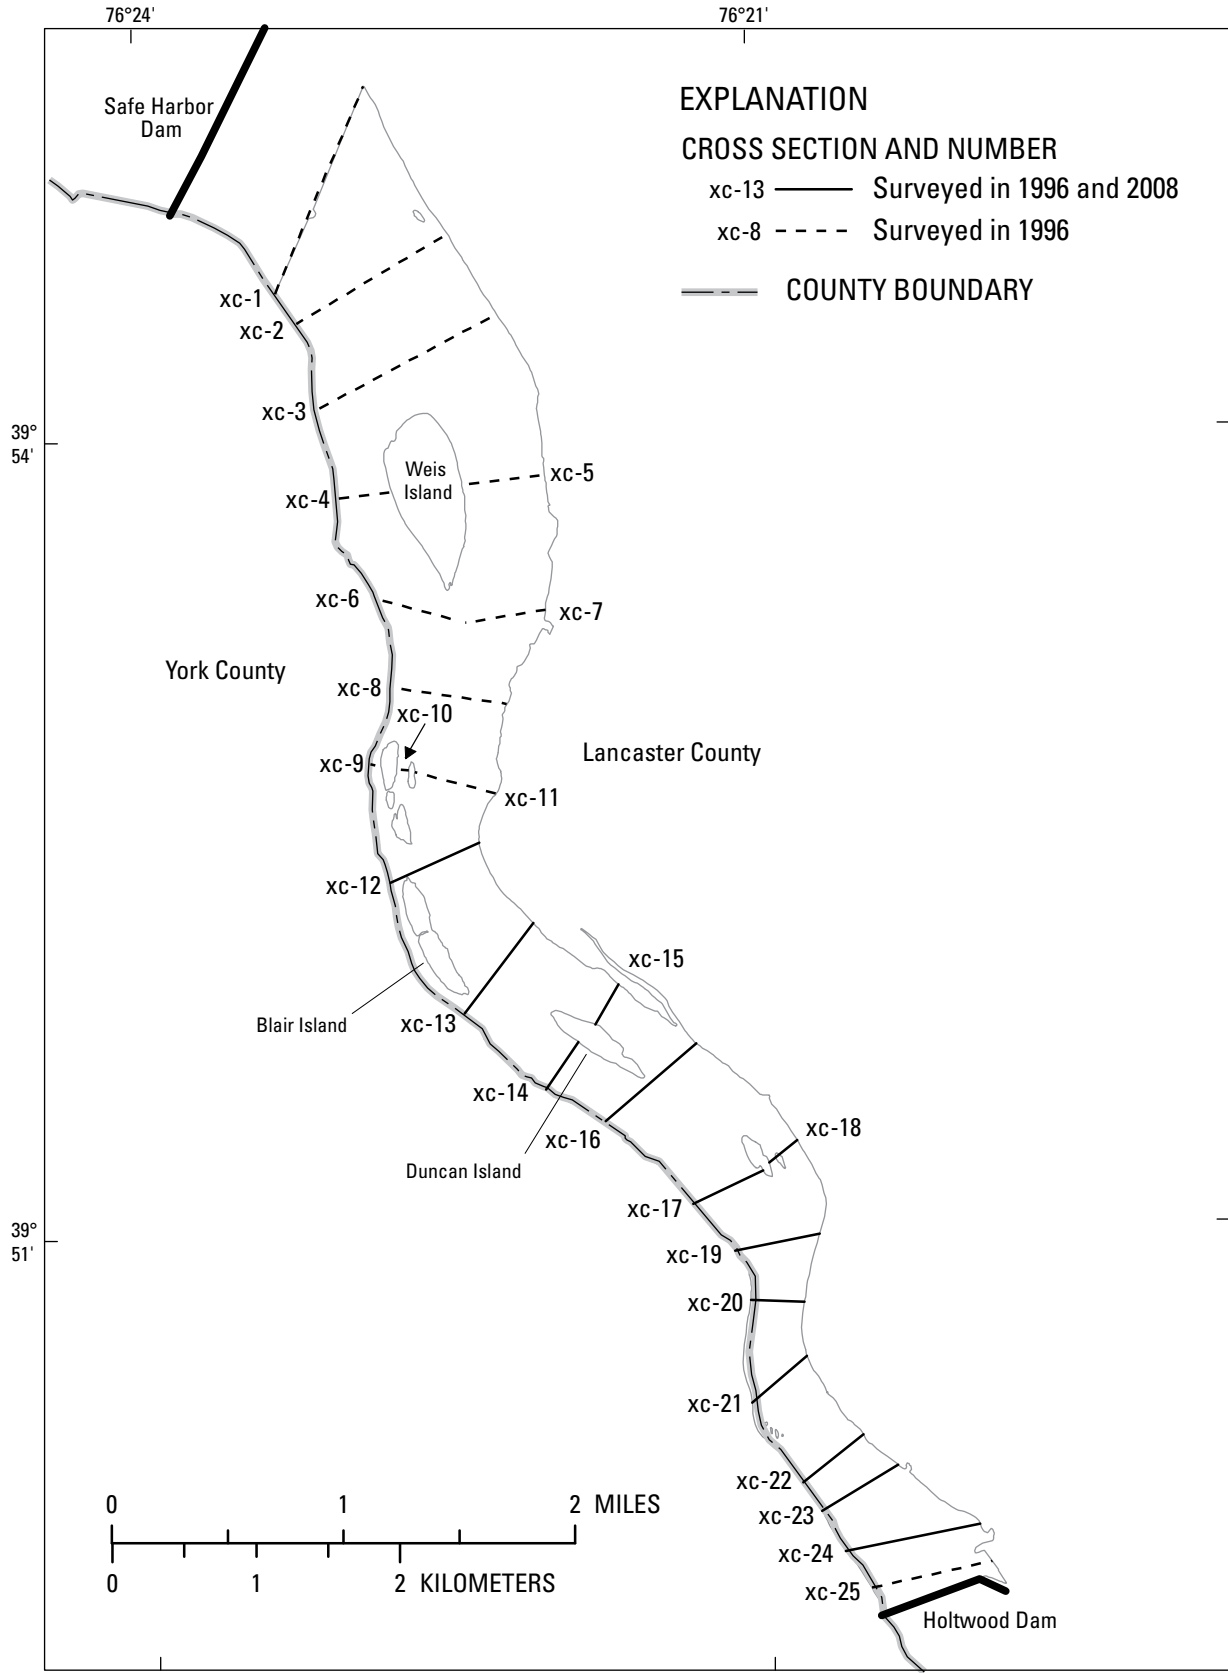 76°24'
76°21'
Safe Harbor
Dam
EXPLANATION
CROSS SECTION AND NUMBER
xc-13
Surveyed in 1996 and 2008
xc-8
Surveyed in 1996
COUNTY BOUNDARY
xc-1
xc-2
xc-3
39°
54'
Weis
Island
xc-4
xc-5
xc-6
xc-7
York County
xc-8
xc-10
Lancaster County
xc-9
xc-11
xc-12
xc-15
Blair Island
xc-13
xc-14
xc-16
xc-18
Duncan Island
xc-17
39°
51'
xc-19
xc-20
xc-21
xc-22
xc-23
xc-24
xc-25
Holtwood Dam
0 1 2 MILES
0 1 2 KILOMETERS